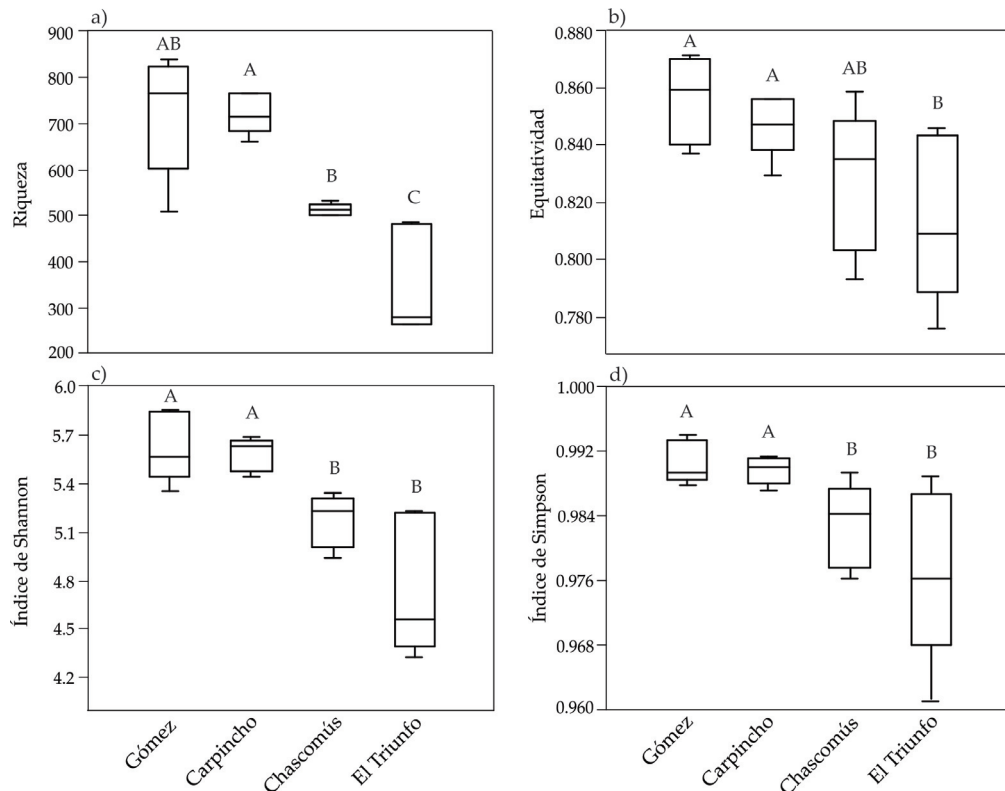 a)
Riqueza
900
800
700
600
500
400
300
200
AB
A
B
C
b)
Equitatividad
0.880
0.860
0.840
0.820
0.800
0.780
A
A
AB
B
c)
Índice de Shannon
6.0
5.7
5.4
5.1
4.8
4.5
4.2
A
A
B
B
Gómez
Carpincho
Chascomús
El Triunfo
d)
Índice de Simpson
1.000
0.992
0.984
0.976
0.968
0.960
A
A
B
B
Gómez
Carpincho
Chascomús
El Triunfo